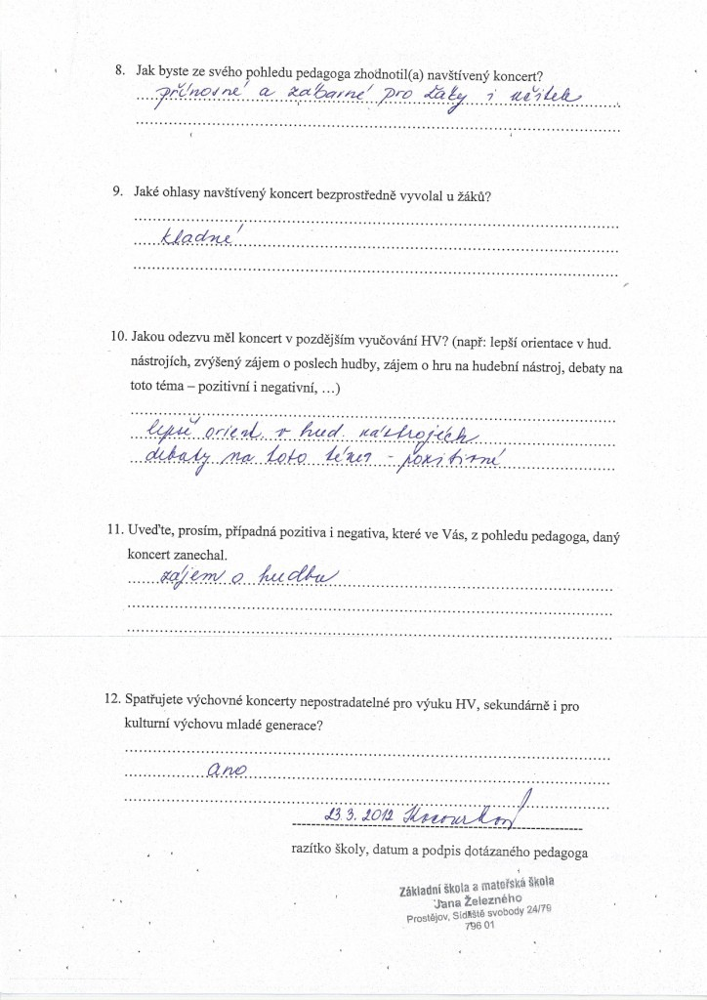 8. Jak byste ze svého pohledu pedagoga zhodnotil(a) navštívený koncert?
přínosné a zábavné pro žáky i učitele
9. Jaké ohlasy navštívený koncert bezprostředně vyvolal u žáků?
kladné
10. Jakou odezvu měl koncert v pozdějším vyučování HV? (např: lepší orientace v hud.
nástrojích, zvýšený zájem o poslech hudby, zájem o hru na hudební nástroj, debaty na
toto téma – pozitivní i negativní, …)
lepší orient. v hud. nástrojích
debaty na toto téma - pozitivné
11. Uveďte, prosím, případná pozitiva i negativa, které ve Vás, z pohledu pedagoga, daný
koncert zanechal.
zájem o hudbu
12. Spatřujete výchovné koncerty nepostradatelné pro výuku HV, sekundárně i pro
kulturní výchovu mladé generace?
ano
23.3.2012
razítko školy, datum a podpis dotázaného pedagoga
Základní škola a mateřská škola
Jana Železného
Prostějov, Sídliště svobody 24/79
796 01